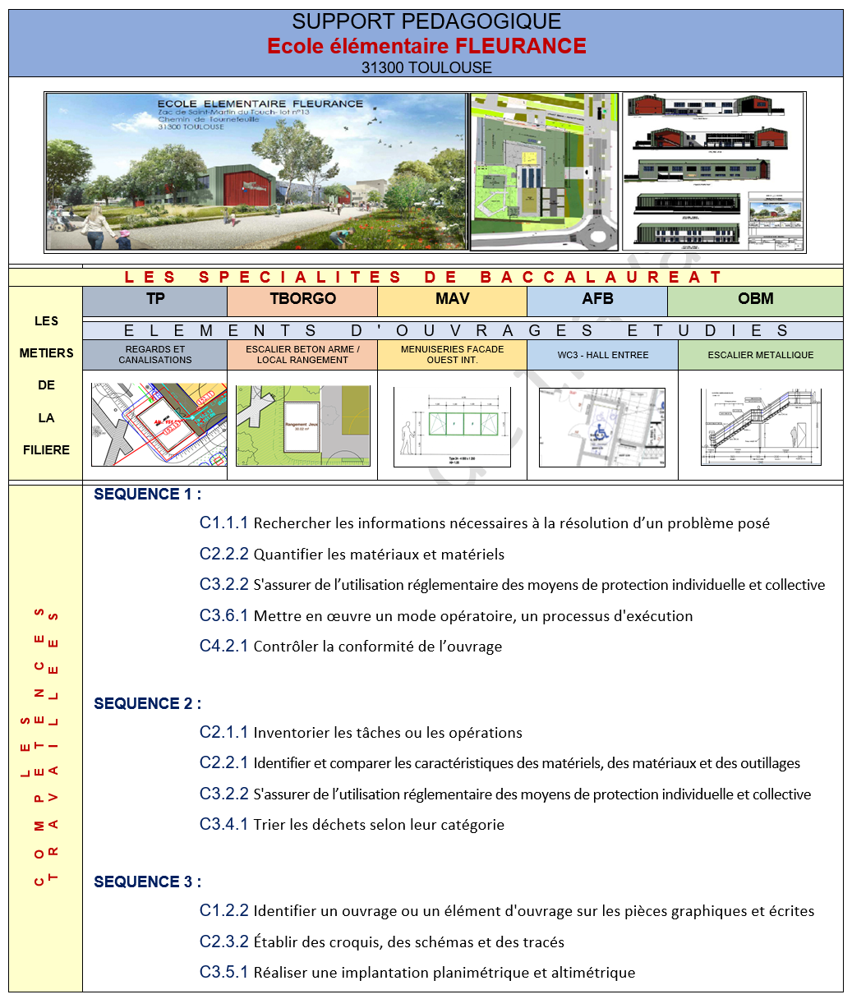 SUPPORT PEDAGOGIQUE
Ecole élémentaire FLEURANCE
31300 TOULOUSE
ECOLE ELEMENTAIRE FLEURANCE
Zac de Saint-Martin du Touch- lot n°13
Chemin de Tournefeuille
31300 TOULOUSE
LES SPECIALITES DE BACCALAUREAT
LES METIERS DE LA FILIERE
TP
TBORGO
MAV
AFB
OBM
ELEMENTS D'OUVRAGES ETUDIES
REGARDS ET
CANALISATIONS
ESCALIER BETON ARME /
LOCAL RANGEMENT
MENUISERIES FACADE
OUEST INT.
WC3 - HALL ENTREE
ESCALIER METALLIQUE
Rangement Jeux
LES
COMPETENCES
TRAVAILLEES
SEQUENCE 1 :
C1.1.1 Rechercher les informations nécessaires à la résolution d’un problème posé
C2.2.2 Quantifier les matériaux et matériels
C3.2.2 S'assurer de l’utilisation réglementaire des moyens de protection individuelle et collective
C3.6.1 Mettre en œuvre un mode opératoire, un processus d'exécution
C4.2.1 Contrôler la conformité de l’ouvrage
SEQUENCE 2 :
C2.1.1 Inventorier les tâches ou les opérations
C2.2.1 Identifier et comparer les caractéristiques des matériels, des matériaux et des outillages
C3.2.2 S'assurer de l’utilisation réglementaire des moyens de protection individuelle et collective
C3.4.1 Trier les déchets selon leur catégorie
SEQUENCE 3 :
C1.2.2 Identifier un ouvrage ou un élément d'ouvrage sur les pièces graphiques et écrites
C2.3.2 Établir des croquis, des schémas et des tracés
C3.5.1 Réaliser une implantation planimétrique et altimétrique